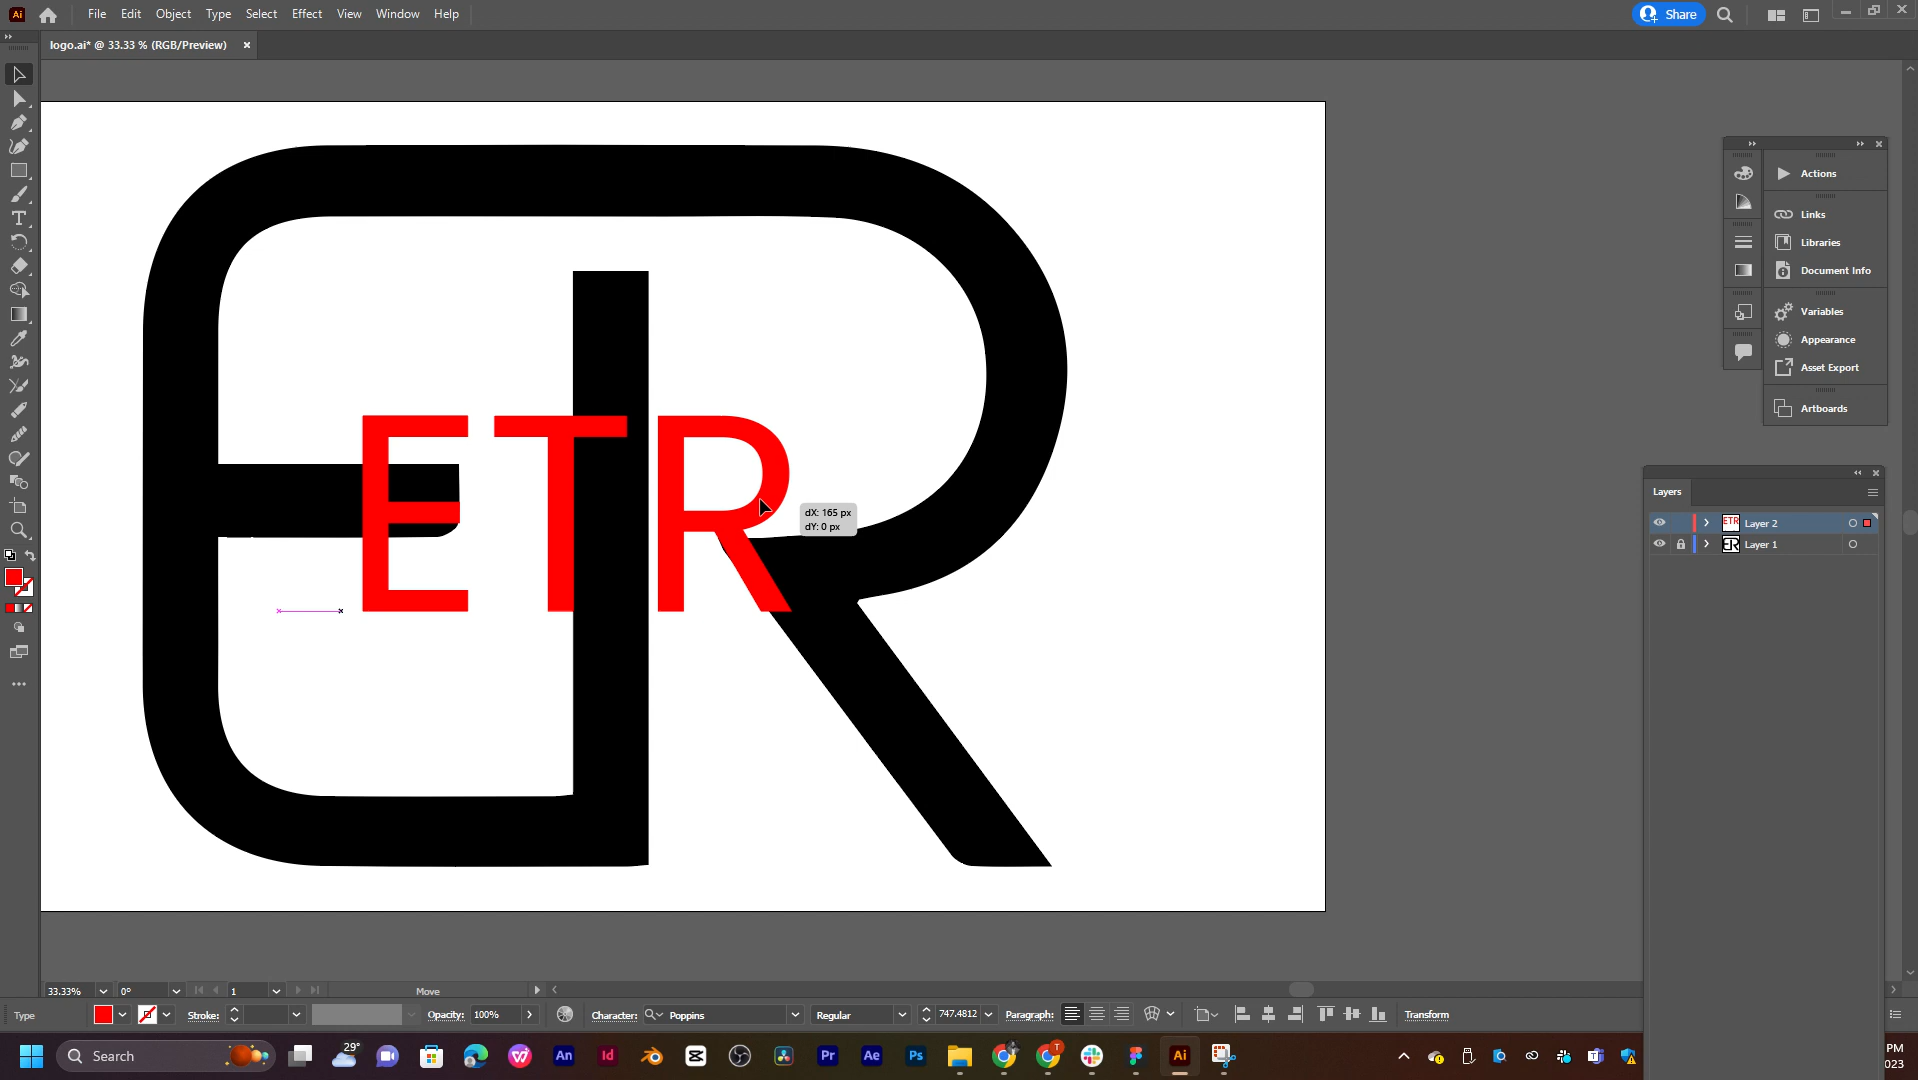 Ai File Edit Object Type Select Effect View Window Help Share
logo.ai* @ 33.33 % (RGB/Preview) ×
Actions
Links
Libraries
Document Info
Variables
Appearance
Asset Export
Artboards
ETR
dX: 165 px
dY: 0 px
Layers
ETR Layer 2
Layer 1
33.33% 0° 1 Move
Type Stroke: Opacity: 100% Character: Poppins Regular 747.4812 Paragraph: Transform
Search 29° An Id Pr Ae Ps T Ai PM
023